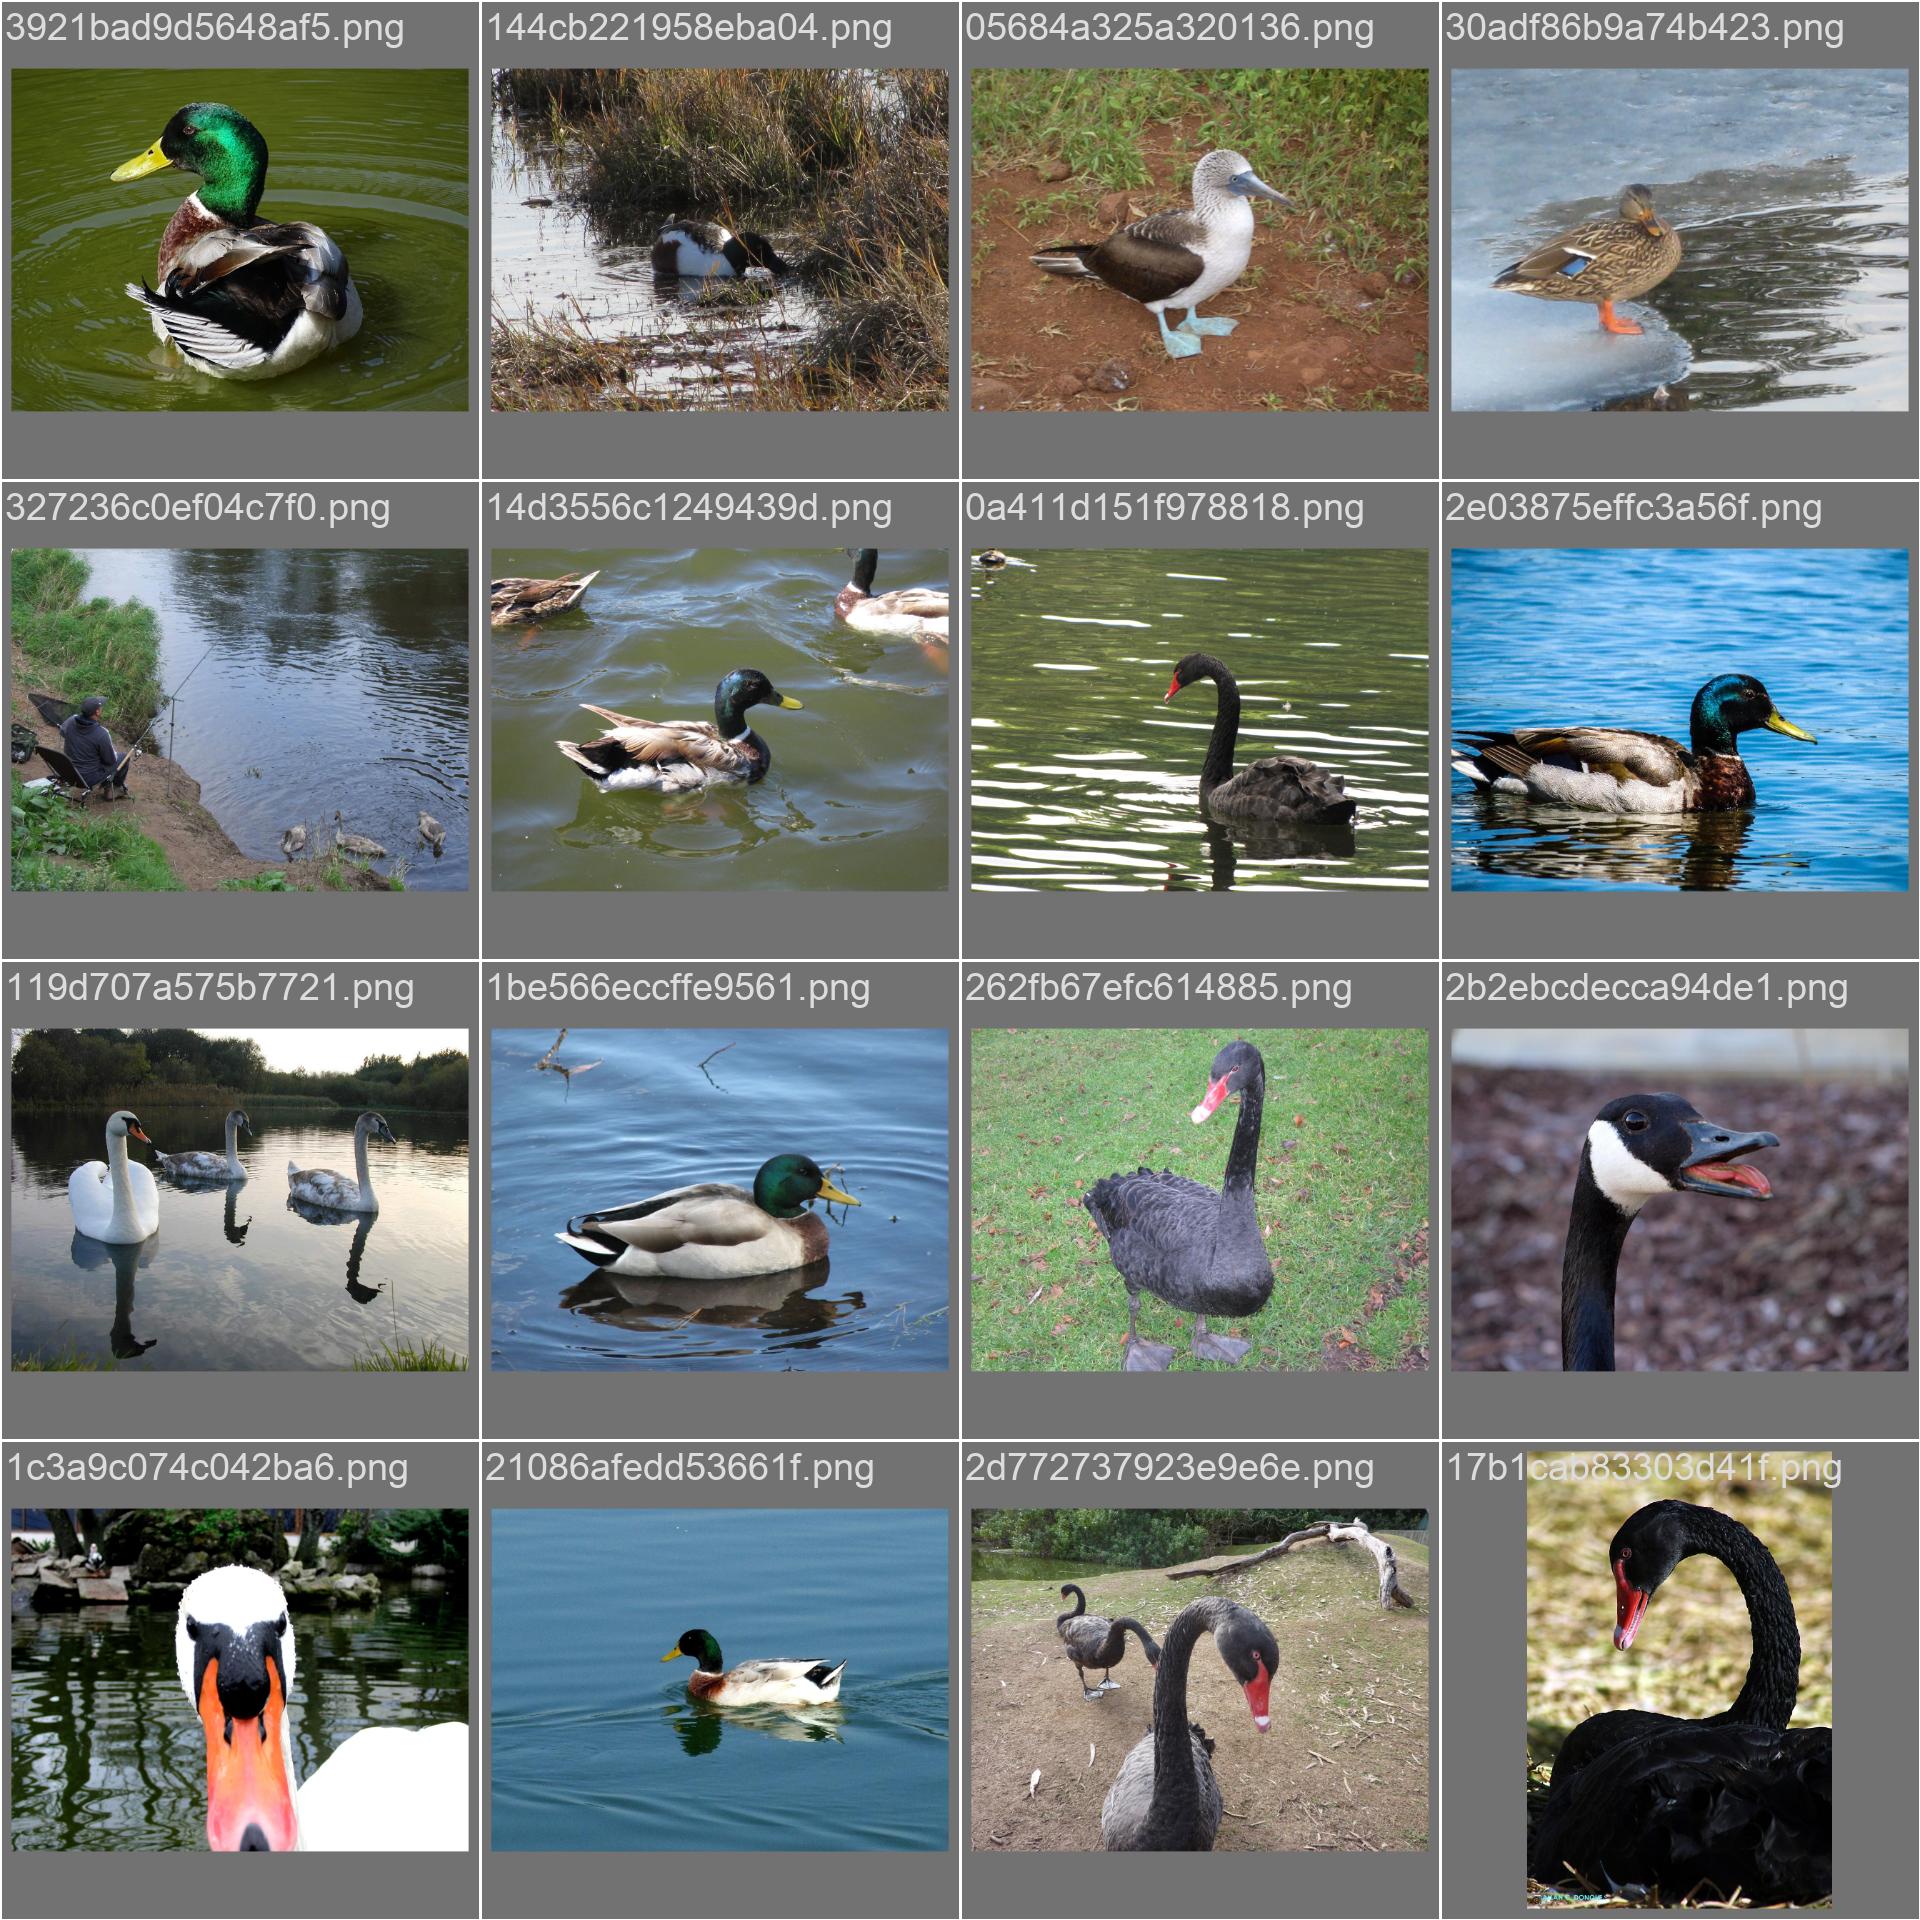 3921bad9d5648af5.png
144cb221958eba04.png
05684a325a320136.png
30adf86b9a74b423.png
327236c0ef04c7f0.png
14d3556c1249439d.png
0a411d151f978818.png
2e03875effc3a56f.png
119d707a575b7721.png
1be566eccffe9561.png
262fb67efc614885.png
2b2ebcdecca94de1.png
1c3a9c074c042ba6.png
21086afedd53661f.png
2d772737923e9e6e.png
17b1cab83303d41f.png